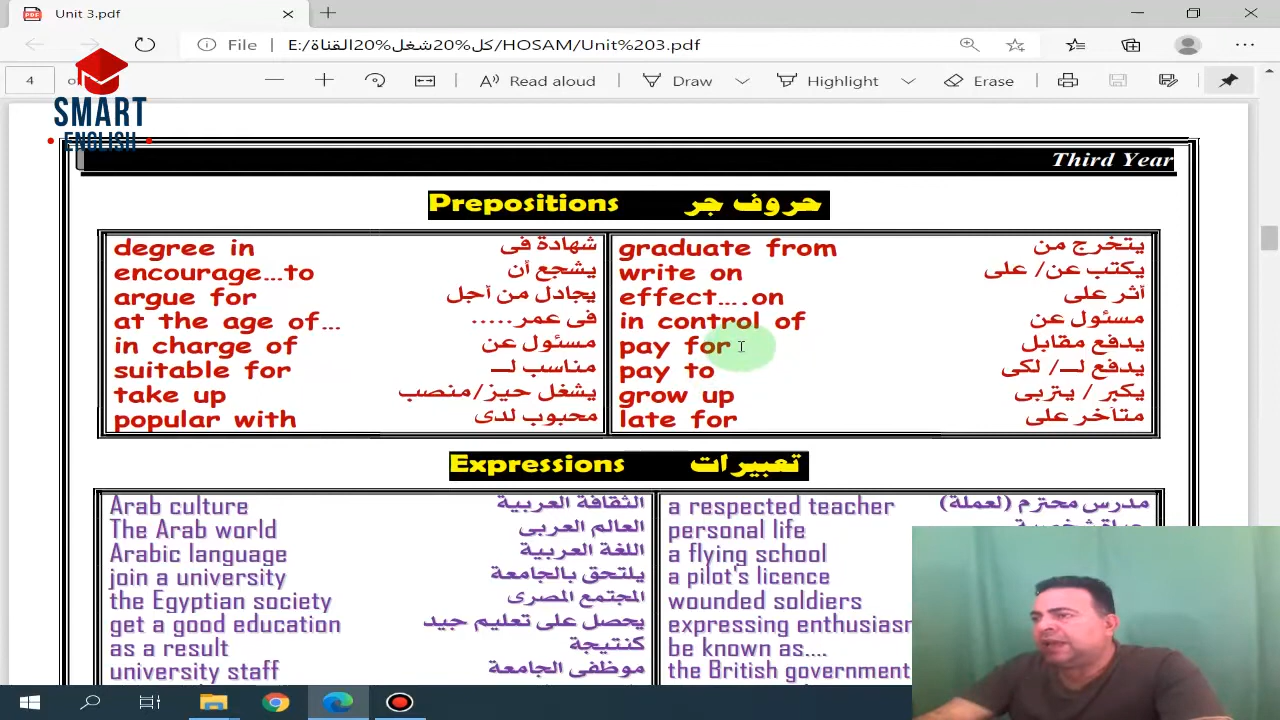 Unit 3.pdf
File E:/كل%20شغل%20القناة/HOSAM/Unit%203.pdf
4
Read aloud
Draw
Highlight
Erase
SMART
ENGLISH
Third Year
Prepositions حروف جر
degree in شهادة فى
graduate from يتخرج من
encourage...to يشجع أن
write on يكتب عن/ على
argue for يجادل من أجل
effect....on أثر على
at the age of... فى عمر.....
in control of مسئول عن
in charge of مسئول عن
pay for يدفع مقابل
suitable for مناسب لـ
pay to يدفع لـ/ لكى
take up يشغل حيز/منصب
grow up يكبر / يتربى
popular with محبوب لدى
late for متأخر على
Expressions تعبيرات
Arab culture الثقافة العربية
a respected teacher مدرس محترم (لعملة)
The Arab world العالم العربى
personal life
Arabic language اللغة العربية
a flying school
join a university يلتحق بالجامعة
a pilot's licence
the Egyptian society المجتمع المصرى
wounded soldiers
get a good education يحصل على تعليم جيد
expressing enthusiasm
as a result كنتيجة
be known as....
university staff موظفى الجامعة
the British government